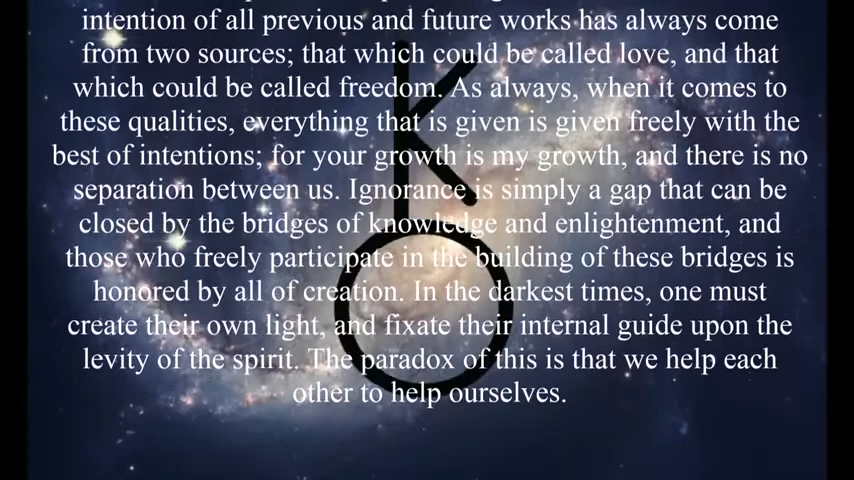 intention of all previous and future works has always come
from two sources; that which could be called love, and that
which could be called freedom. As always, when it comes to
these qualities, everything that is given is given freely with the
best of intentions; for your growth is my growth, and there is no
separation between us. Ignorance is simply a gap that can be
closed by the bridges of knowledge and enlightenment, and
those who freely participate in the building of these bridges is
honored by all of creation. In the darkest times, one must
create their own light, and fixate their internal guide upon the
levity of the spirit. The paradox of this is that we help each
other to help ourselves.